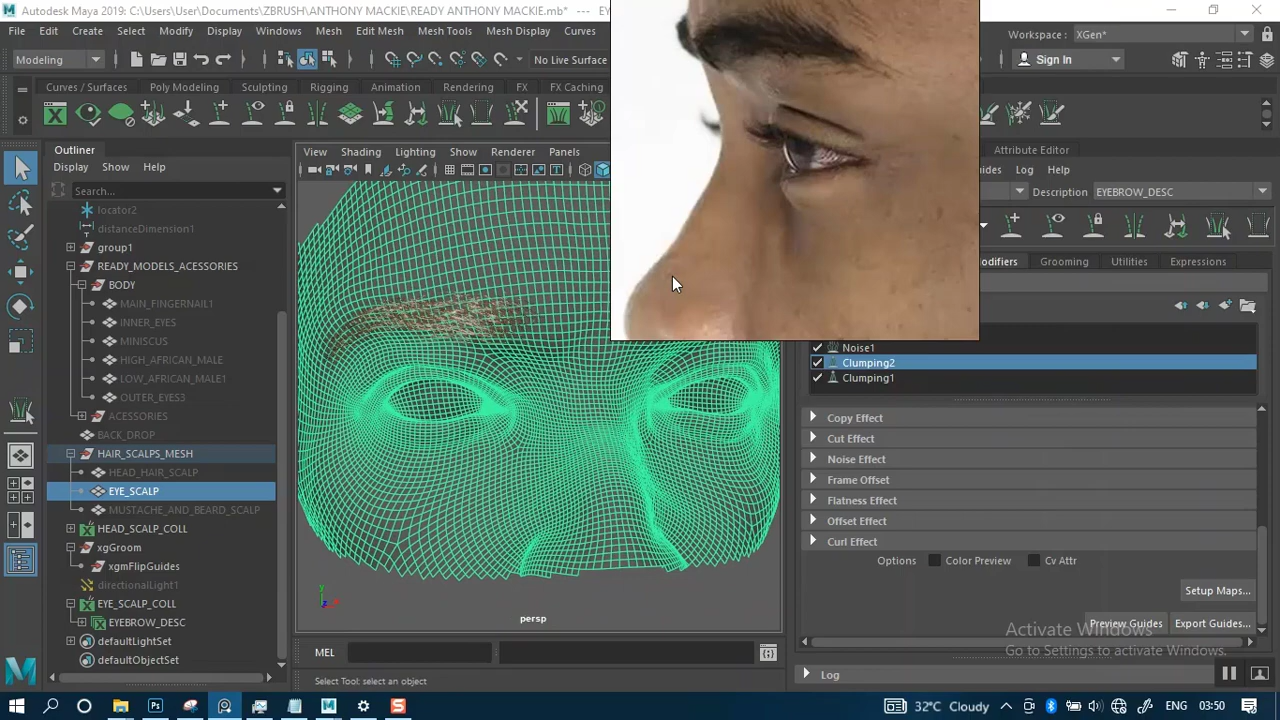 Autodesk Maya 2019: C:\Users\User\Documents\ZBRUSH\ANTHONY MACKIE\READY ANTHONY MACKIE.mb*  ---  EY
File Edit Create Select Modify Display Windows Mesh Edit Mesh Mesh Tools Mesh Display Curves
Workspace : XGen*
Modeling
No Live Surface
Sign In
Curves / Surfaces Poly Modeling Sculpting Rigging Animation Rendering FX FX Caching
Outliner
Display Show Help
Search...
locator2
distanceDimension1
group1
READY_MODELS_ACESSORIES
BODY
MAIN_FINGERNAIL1
INNER_EYES
MINISCUS
HIGH_AFRICAN_MALE
LOW_AFRICAN_MALE1
OUTER_EYES3
ACESSORIES
BACK_DROP
HAIR_SCALPS_MESH
HEAD_HAIR_SCALP
EYE_SCALP
MUSTACHE_AND_BEARD_SCALP
HEAD_SCALP_COLL
xgGroom
xgmFlipGuides
directionalLight1
EYE_SCALP_COLL
EYEBROW_DESC
defaultLightSet
defaultObjectSet
View Shading Lighting Show Renderer Panels
persp
MEL
Select Tool: select an object
Attribute Editor
Log Help
Description EYEBROW_DESC
odifiers Grooming Utilities Expressions
Noise1
Clumping2
Clumping1
Copy Effect
Cut Effect
Noise Effect
Frame Offset
Flatness Effect
Offset Effect
Curl Effect
Options Color Preview Cv Attr
Setup Maps...
Preview Guides Export Guides...
Activate Windows
Go to Settings to activate Windows.
Log
32°C Cloudy
ENG 03:50